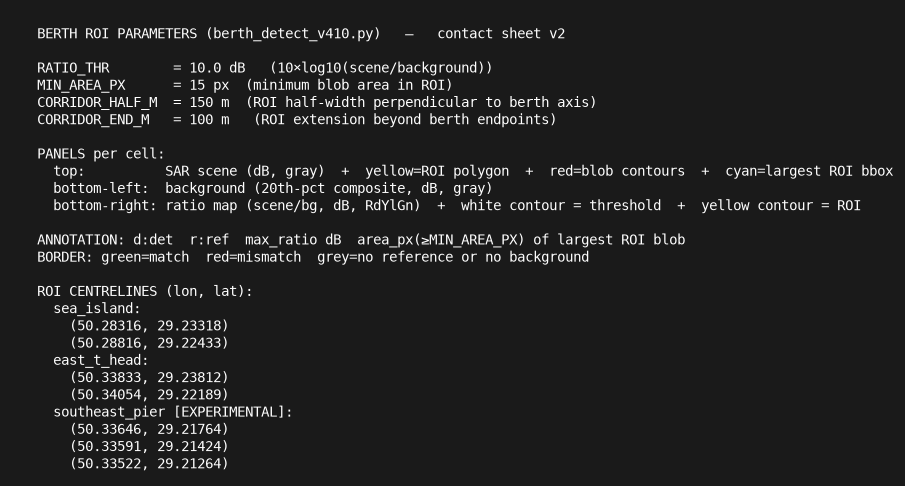 BERTH ROI PARAMETERS (berth_detect_v410.py)   —   contact sheet v2
RATIO_THR        = 10.0 dB   (10×log10(scene/background))
MIN_AREA_PX      = 15 px  (minimum blob area in ROI)
CORRIDOR_HALF_M  = 150 m  (ROI half-width perpendicular to berth axis)
CORRIDOR_END_M   = 100 m   (ROI extension beyond berth endpoints)
PANELS per cell:
  top:          SAR scene (dB, gray)  +  yellow=ROI polygon  +  red=blob contours  +  cyan=largest ROI bbox
  bottom-left:  background (20th-pct composite, dB, gray)
  bottom-right: ratio map (scene/bg, dB, RdYlGn)  +  white contour = threshold  +  yellow contour = ROI
ANNOTATION: d:det  r:ref  max_ratio dB  area_px(≥MIN_AREA_PX) of largest ROI blob
BORDER: green=match  red=mismatch  grey=no reference or no background
ROI CENTRELINES (lon, lat):
  sea_island:
    (50.28316, 29.23318)
    (50.28816, 29.22433)
  east_t_head:
    (50.33833, 29.23812)
    (50.34054, 29.22189)
  southeast_pier [EXPERIMENTAL]:
    (50.33646, 29.21764)
    (50.33591, 29.21424)
    (50.33522, 29.21264)